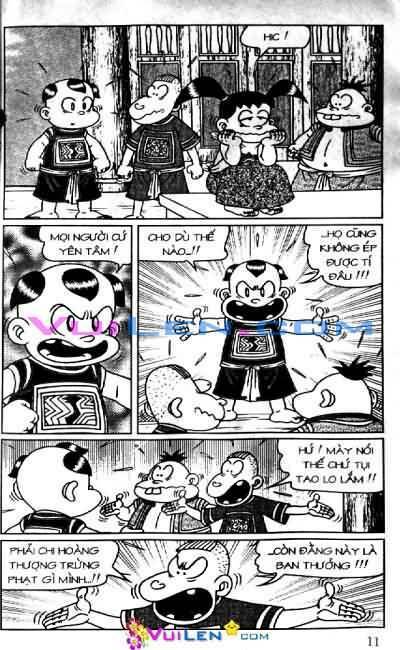 HIC !
MỌI NGƯỜI CỨ
YÊN TÂM !
CHO DÙ THẾ
NÀO...!!
...HỌ CŨNG
KHÔNG ÉP
ĐƯỢC TÍ
ĐÂU !!!
VUILEN.COM
HỨ ! MÀY NÓI
THẾ CHỨ TỤI
TAO LO LẮM !!
PHẢI CHI HOÀNG
THƯỢNG TRỪNG
PHẠT GÌ MÌNH...!!
...CÒN ĐẰNG NÀY LÀ
BAN THƯỞNG !!!
VUILEN.COM
11